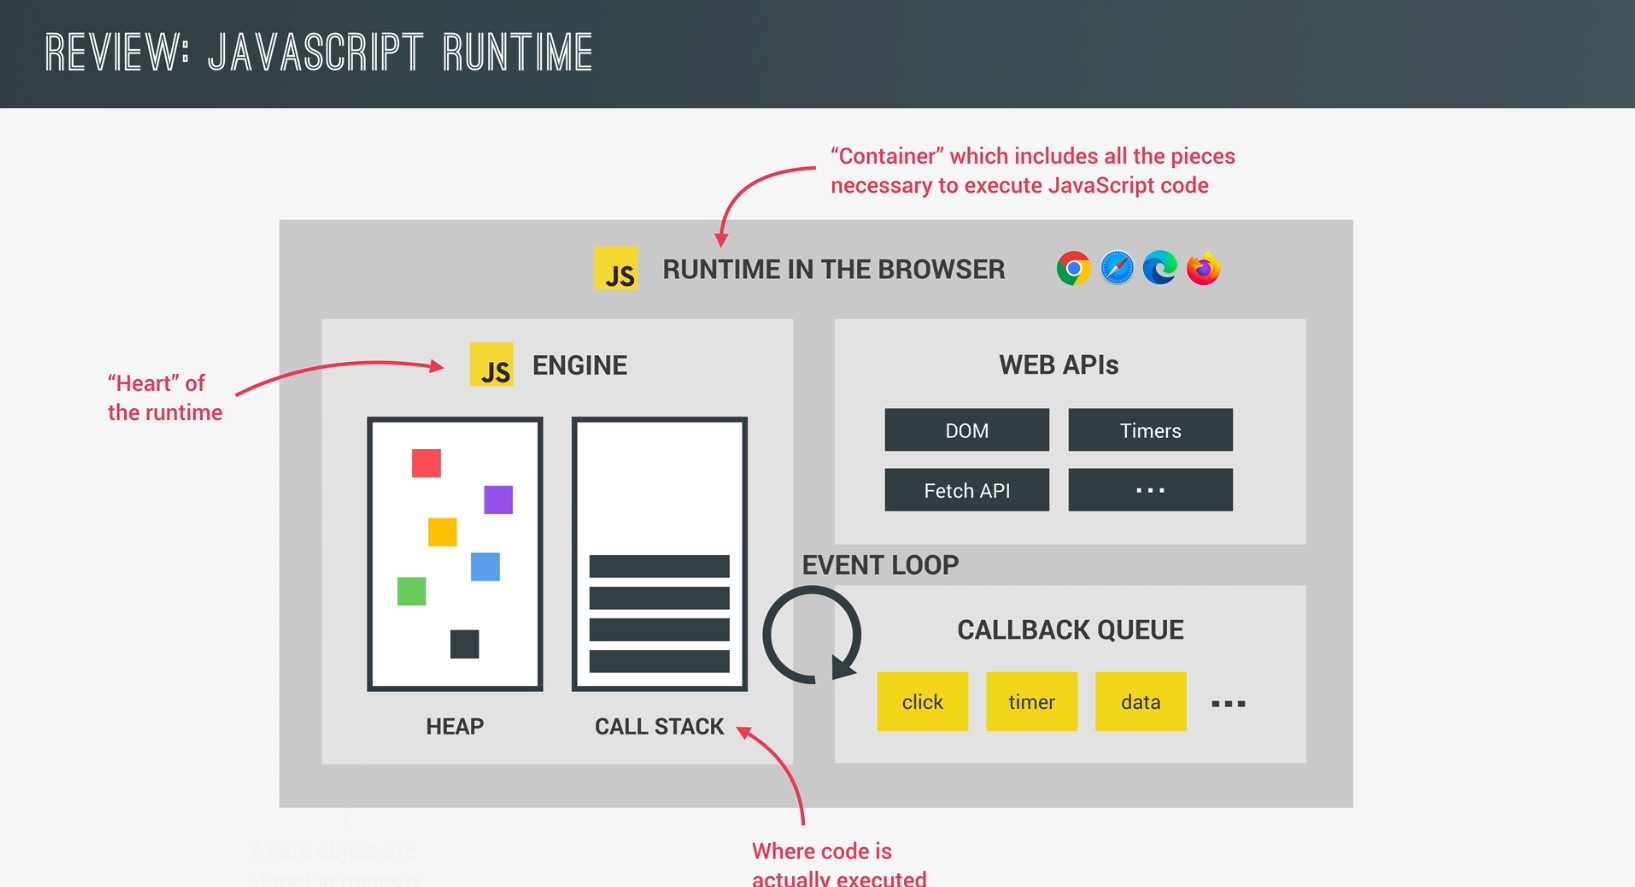 REVIEW: JAVASCRIPT RUNTIME
“Container” which includes all the pieces
necessary to execute JavaScript code
JS RUNTIME IN THE BROWSER
“Heart” of
the runtime
JS ENGINE
WEB APIs
DOM Timers
Fetch API ...
EVENT LOOP
CALLBACK QUEUE
click timer data ...
HEAP CALL STACK
Where object are
stored in memory
Where code is
actually executed